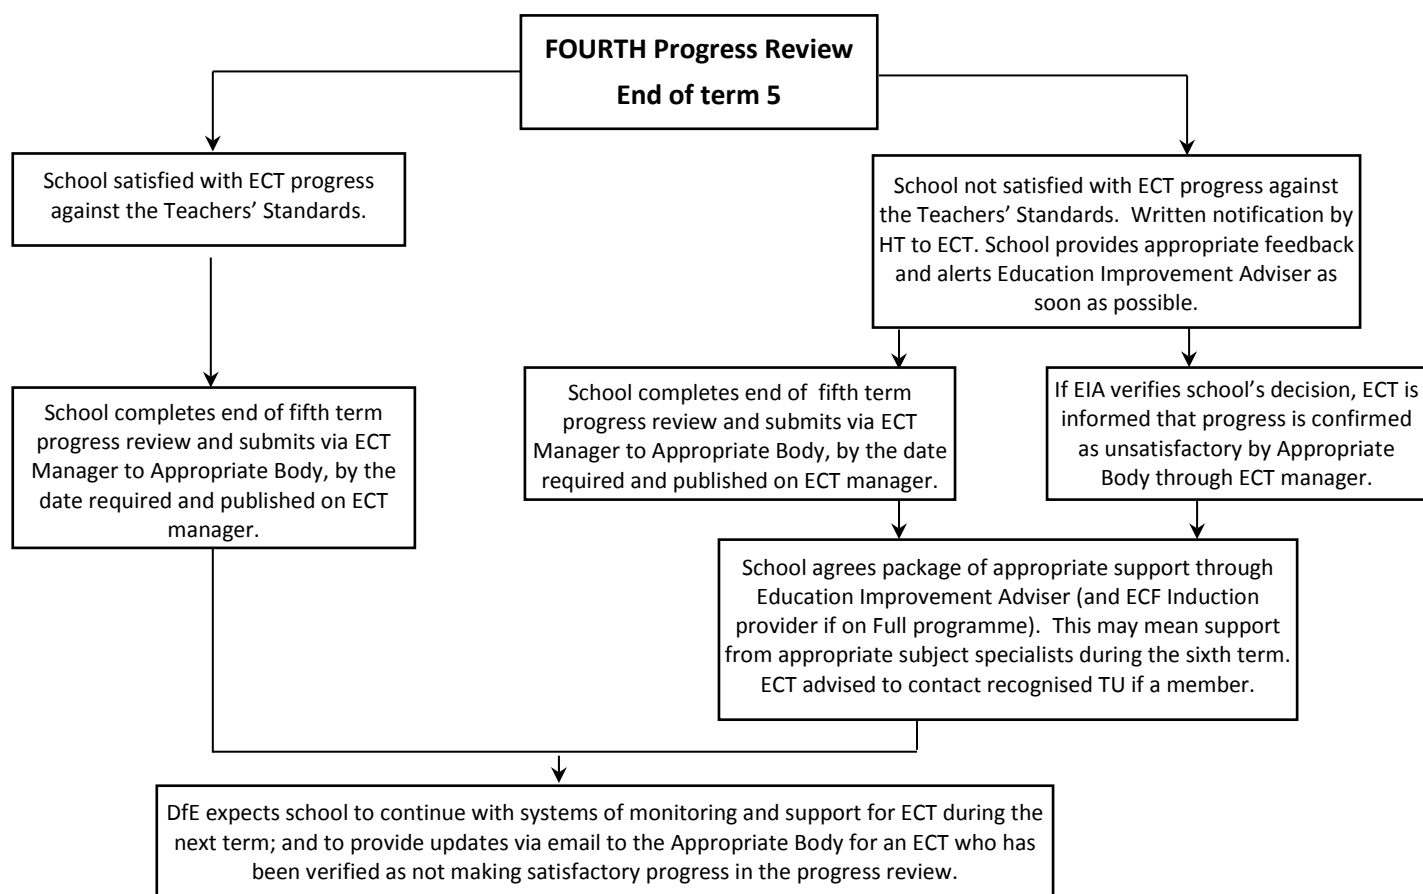 FOURTH Progress Review
End of term 5
School satisfied with ECT progress
against the Teachers’ Standards.
School not satisfied with ECT progress against
the Teachers’ Standards.  Written notification by
HT to ECT. School provides appropriate feedback
and alerts Education Improvement Adviser as
soon as possible.
School completes end of fifth term
progress review and submits via ECT
Manager to Appropriate Body, by the
date required and published on ECT
manager.
School completes end of  fifth term
progress review and submits via ECT
Manager to Appropriate Body, by the date
required and published on ECT manager.
If EIA verifies school’s decision, ECT is
informed that progress is confirmed
as unsatisfactory by Appropriate
Body through ECT manager.
School agrees package of appropriate support through
Education Improvement Adviser (and ECF Induction
provider if on Full programme).  This may mean support
from appropriate subject specialists during the sixth term.
ECT advised to contact recognised TU if a member.
DfE expects school to continue with systems of monitoring and support for ECT during the
next term; and to provide updates via email to the Appropriate Body for an ECT who has
been verified as not making satisfactory progress in the progress review.